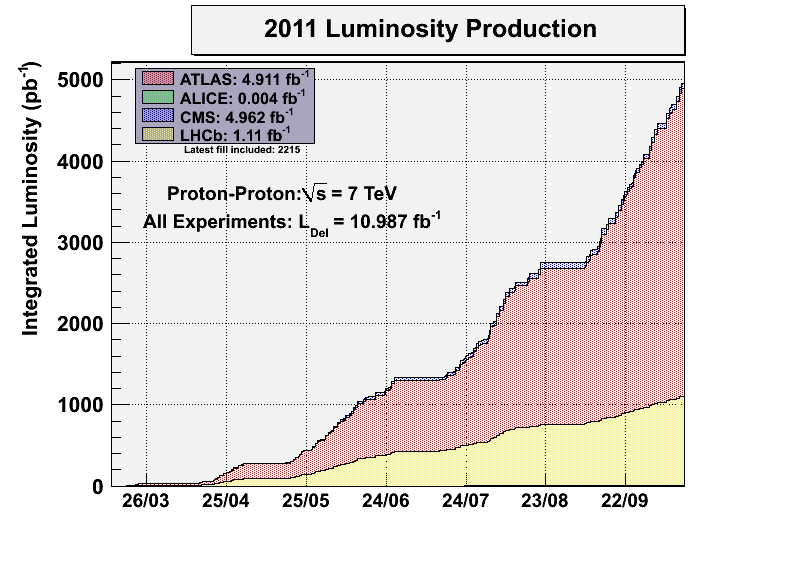 2011 Luminosity Production
Integrated Luminosity (pb⁻¹)
5000
4000
3000
2000
1000
0
ATLAS: 4.911 fb⁻¹
ALICE: 0.004 fb⁻¹
CMS: 4.962 fb⁻¹
LHCb: 1.11 fb⁻¹
Latest fill included: 2215
Proton-Proton:√s = 7 TeV
All Experiments: L_Del = 10.987 fb⁻¹
26/03 25/04 25/05 24/06 24/07 23/08 22/09